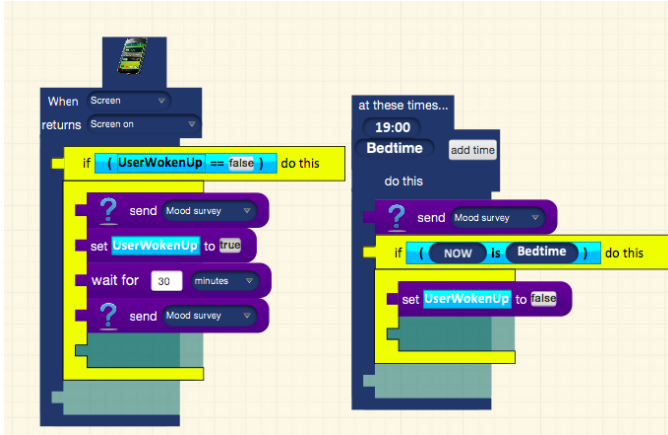 When Screen
returns Screen on
if ( UserWokenUp == false ) do this
? send Mood survey
set UserWokenUp to true
wait for 30 minutes
? send Mood survey
at these times...
19:00
Bedtime add time
do this
? send Mood survey
if ( NOW is Bedtime ) do this
set UserWokenUp to false